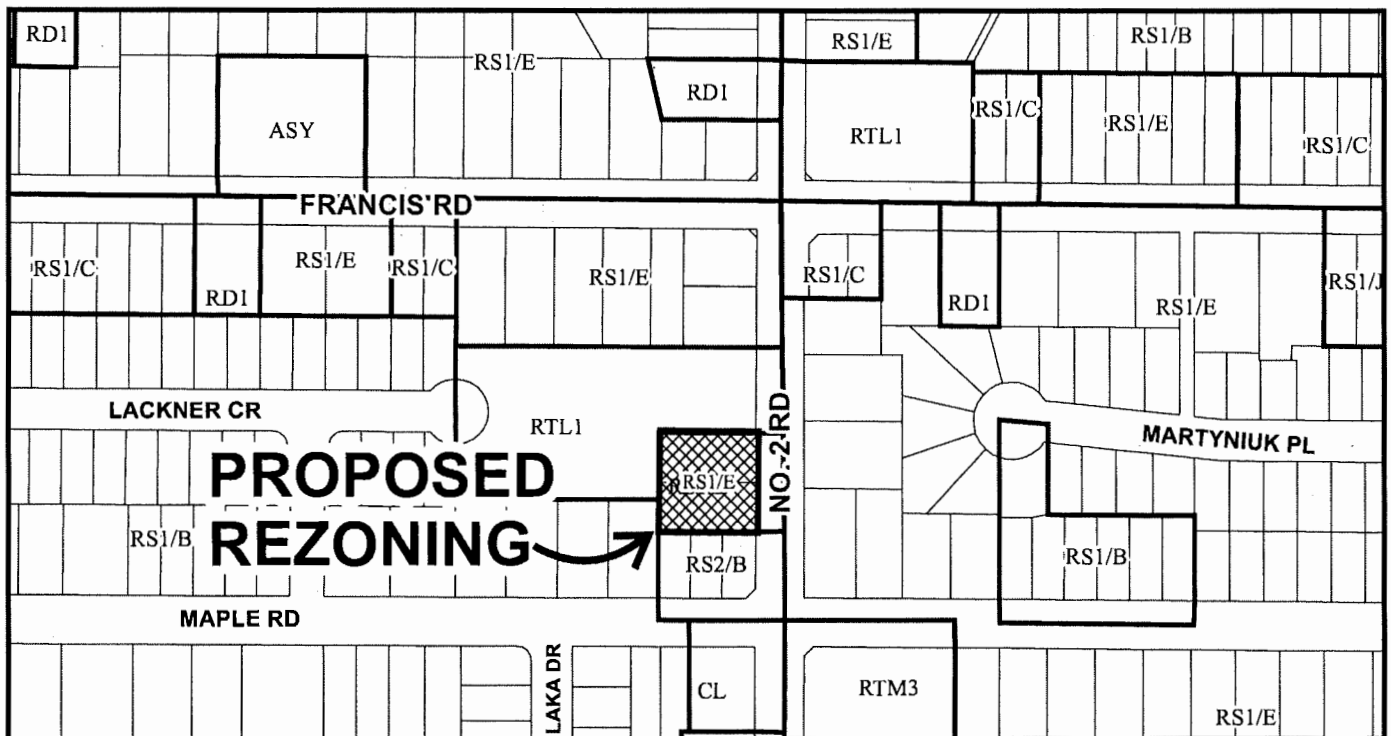 RD1
RS1/E
RS1/E
RS1/B
ASY
RD1
RTL1
RS1/C
RS1/E
RS1/C
FRANCIS RD
RS1/C
RD1
RS1/E
RS1/C
RS1/E
RS1/C
RD1
RS1/E
RS1/J
LACKNER CR
RTL1
NO. 2 RD
MARTYNIUK PL
PROPOSED
REZONING
RS1/E
RS1/B
RS2/B
RS1/B
MAPLE RD
LAKA DR
CL
RTM3
RS1/E